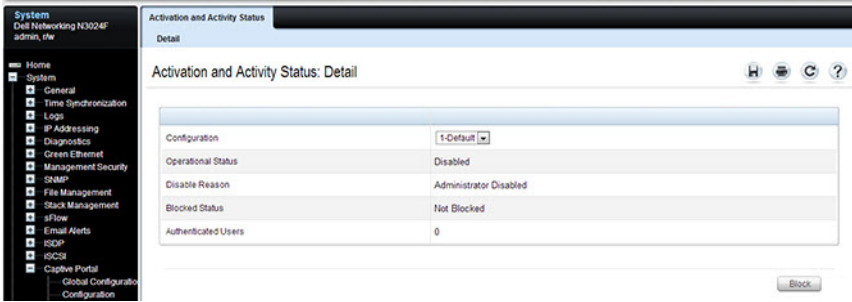 System
Dell Networking N3024F
admin, r/w
Home
System
General
Time Synchronization
Logs
IP Addressing
Diagnostics
Green Ethernet
Management Security
SNMP
File Management
Stack Management
sFlow
Email Alerts
ISDP
iSCSI
Captive Portal
Global Configuratio
Configuration
Activation and Activity Status
Detail
Activation and Activity Status: Detail
Configuration 1-Default
Operational Status Disabled
Disable Reason Administrator Disabled
Blocked Status Not Blocked
Authenticated Users 0
Block